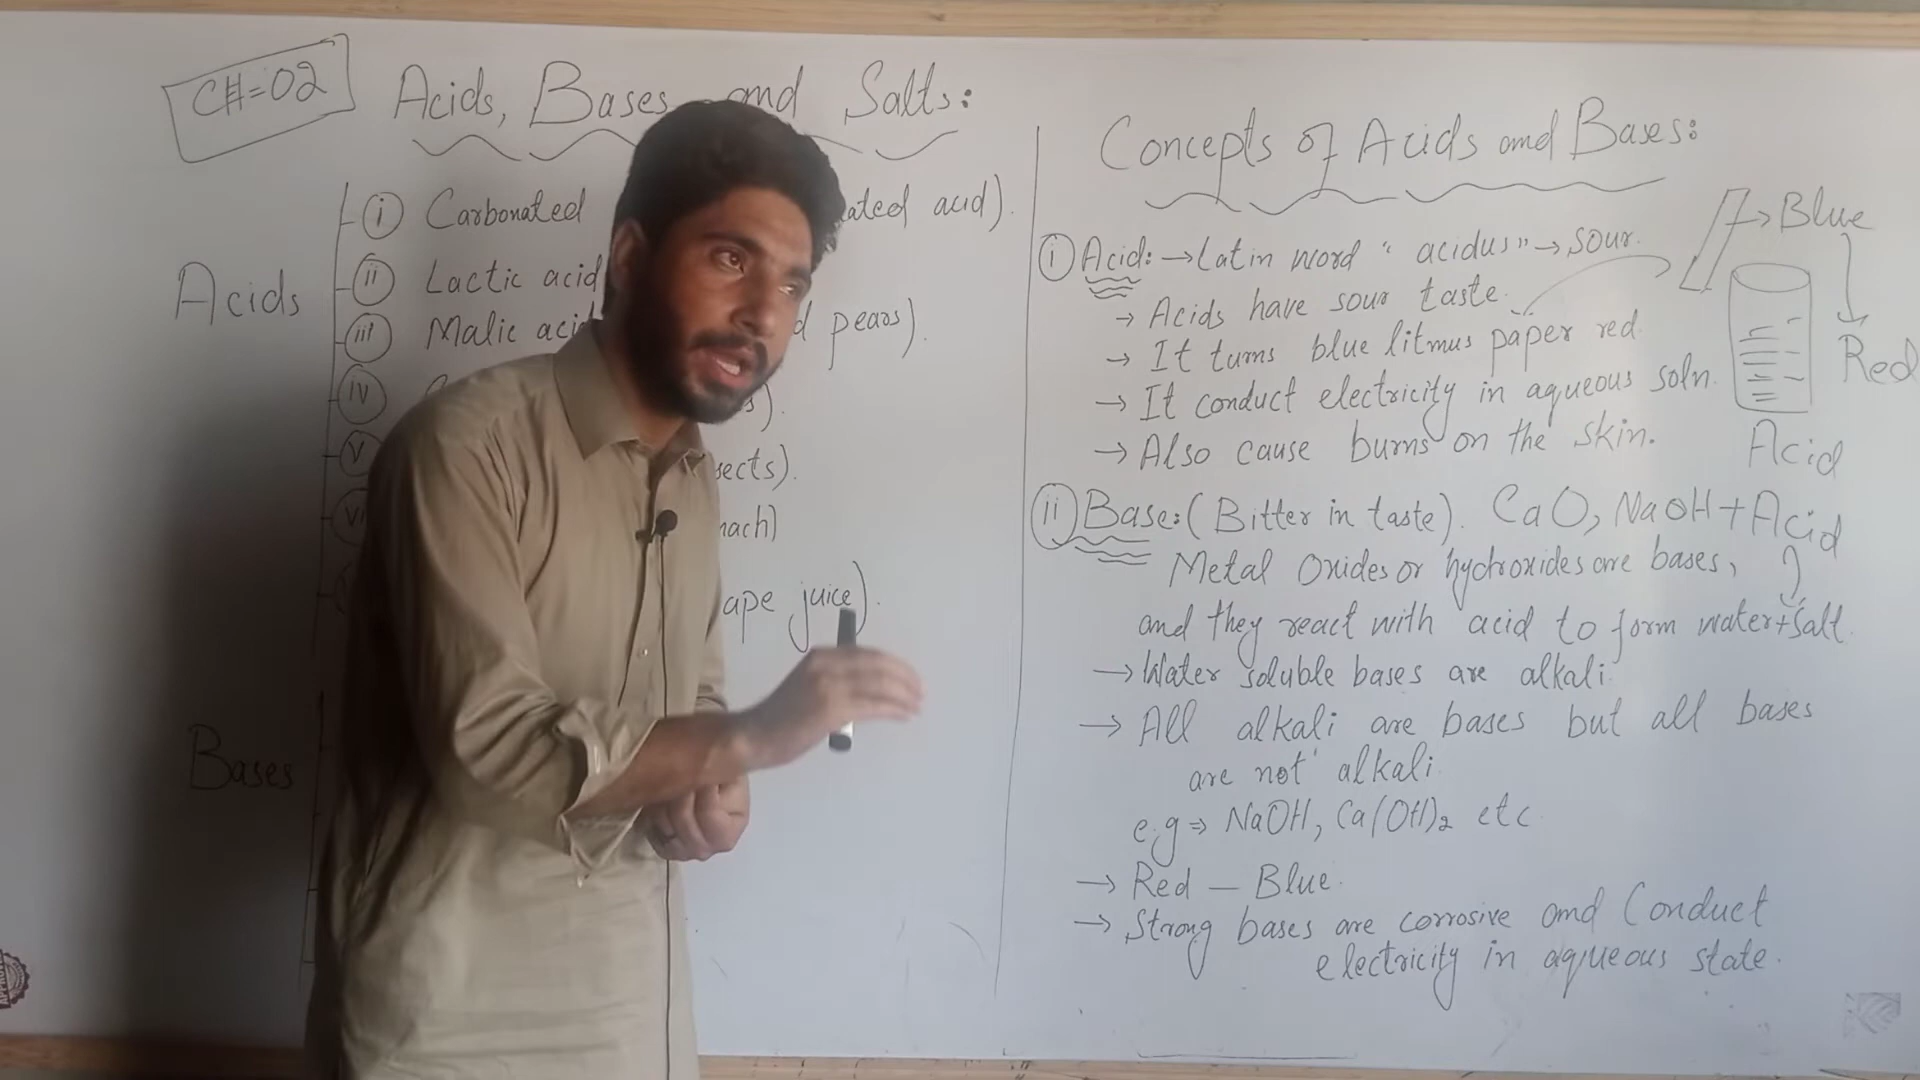 CH=02
Acids, Bases and Salts:
Acids
i Carbonated ated acid).
ii Lactic acid
iii Malic acid d pears).
iv s).
v sects).
vi mach)
ape juice).
Bases
Concepts of Acids and Bases:
i Acid: → Latin word "acidus" → sour.
→ Acids have sour taste.
→ It turns blue litmus paper red
→ It conduct electricity in aqueous soln.
→ Also cause burns on the skin.
→ Blue
Red
Acid
ii Base: (Bitter in taste). CaO, NaOH + Acid
Metal Oxides or hydroxides are bases,
and they react with acid to form water + Salt.
→ Water soluble bases are alkali.
→ All alkali are bases but all bases
are not alkali.
e.g ⇒ NaOH, Ca(OH)2 etc
→ Red — Blue.
→ Strong bases are corrosive and Conduct
electricity in aqueous state.